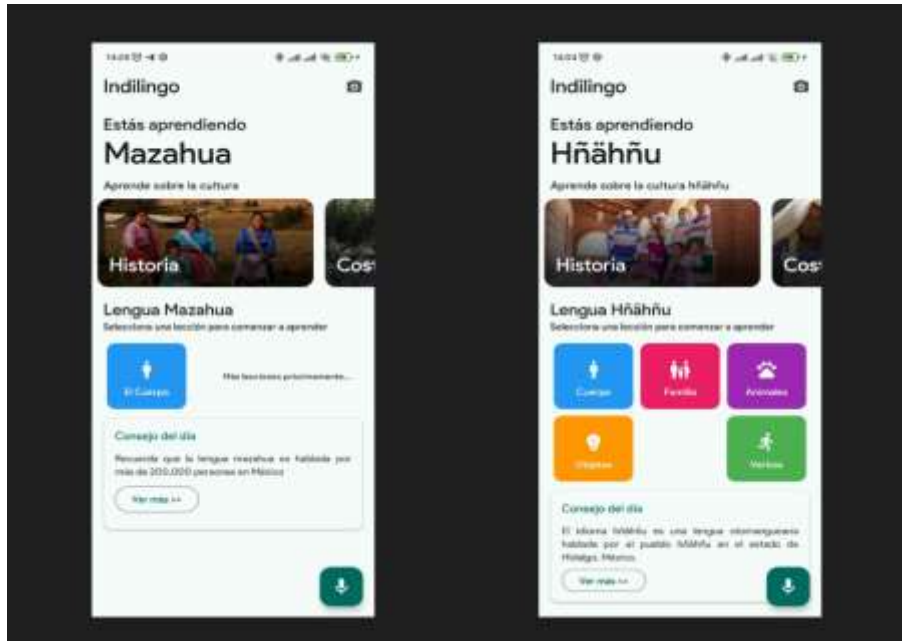 Indilingo
Estás aprendiendo
Mazahua
Aprende sobre la cultura
Historia
Cos
Lengua Mazahua
Selecciona una lección para comenzar a aprender
El Cuerpo
Más lecciones próximamente...
Consejo del día
Recuerda que la lengua mazahua es hablada por
más de 200,000 personas en México
Ver más >>
14:04
Indilingo
Estás aprendiendo
Hñähñu
Aprende sobre la cultura hñähñu
Historia
Cos
Lengua Hñähñu
Selecciona una lección para comenzar a aprender
Cuerpo
Familia
Animales
Objetos
Verbos
Consejo del día
El idioma hñähñu es una lengua otomangueana
hablada por el pueblo hñähñu en el estado de
Hidalgo, México.
Ver más >>